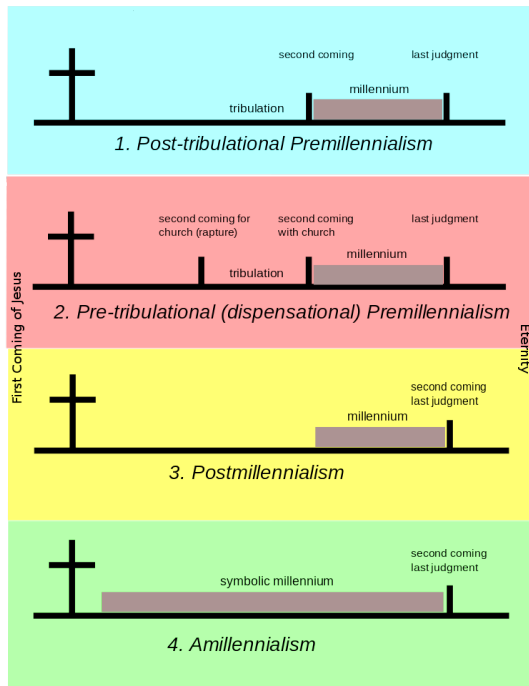 second coming
last judgment
millennium
tribulation
1. Post-tribulational Premillennialism
second coming for
church (rapture)
second coming
with church
last judgment
millennium
tribulation
2. Pre-tribulational (dispensational) Premillennialism
First Coming of Jesus
Eternity
second coming
last judgment
millennium
3. Postmillennialism
second coming
last judgment
symbolic millennium
4. Amillennialism